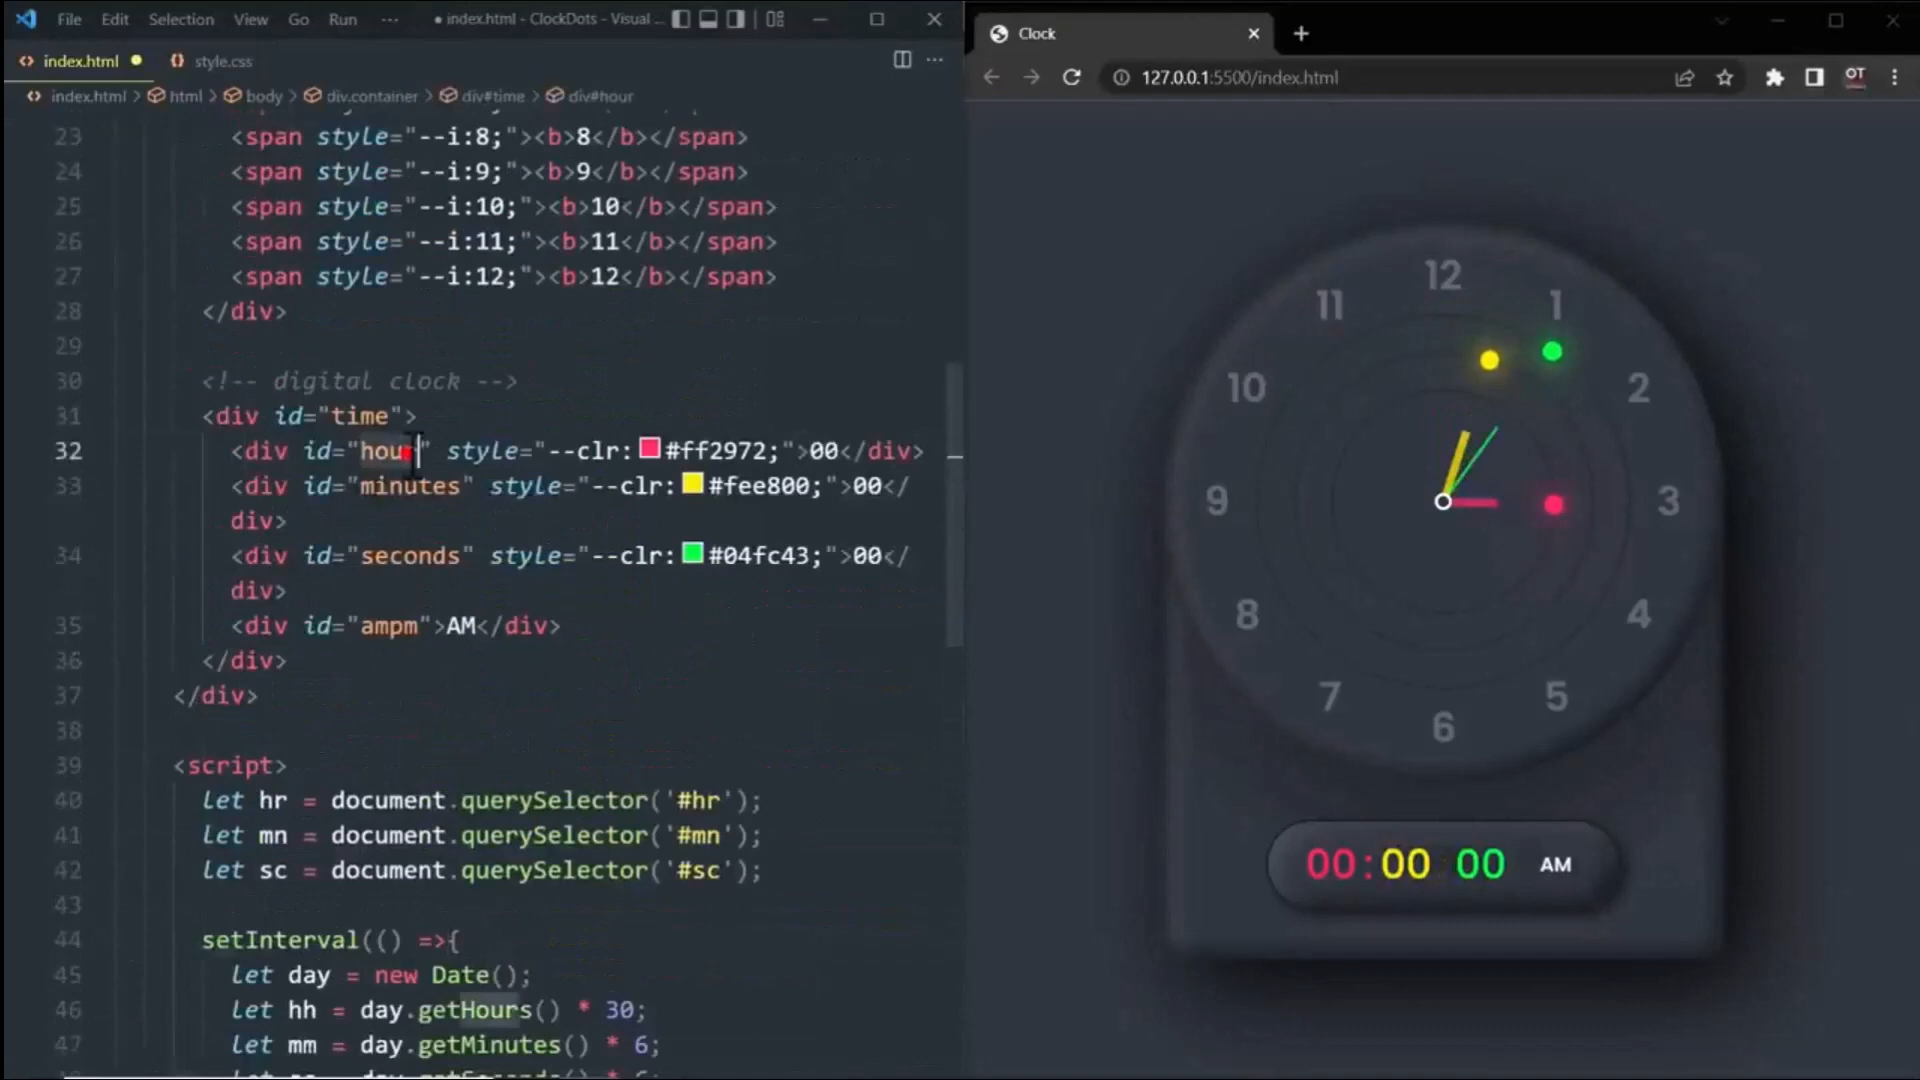 File Edit Selection View Go Run ··· ● index.html - ClockDots - Visual ...
index.html ● style.css
index.html > html > body > div.container > div#time > div#hour
23 <span style="--i:8;"><b>8</b></span>
24 <span style="--i:9;"><b>9</b></span>
25 <span style="--i:10;"><b>10</b></span>
26 <span style="--i:11;"><b>11</b></span>
27 <span style="--i:12;"><b>12</b></span>
28 </div>
29
30 <!-- digital clock -->
31 <div id="time">
32 <div id="hour" style="--clr:#ff2972;">00</div>
33 <div id="minutes" style="--clr:#fee800;">00</
div>
34 <div id="seconds" style="--clr:#04fc43;">00</
div>
35 <div id="ampm">AM</div>
36 </div>
37 </div>
38
39 <script>
40 let hr = document.querySelector('#hr');
41 let mn = document.querySelector('#mn');
42 let sc = document.querySelector('#sc');
43
44 setInterval(() =>{
45 let day = new Date();
46 let hh = day.getHours() * 30;
47 let mm = day.getMinutes() * 6;
Clock
127.0.0.1:5500/index.html
OT
12
11 1
10 2
9 3
8 4
7 5
6
00:00 00 AM